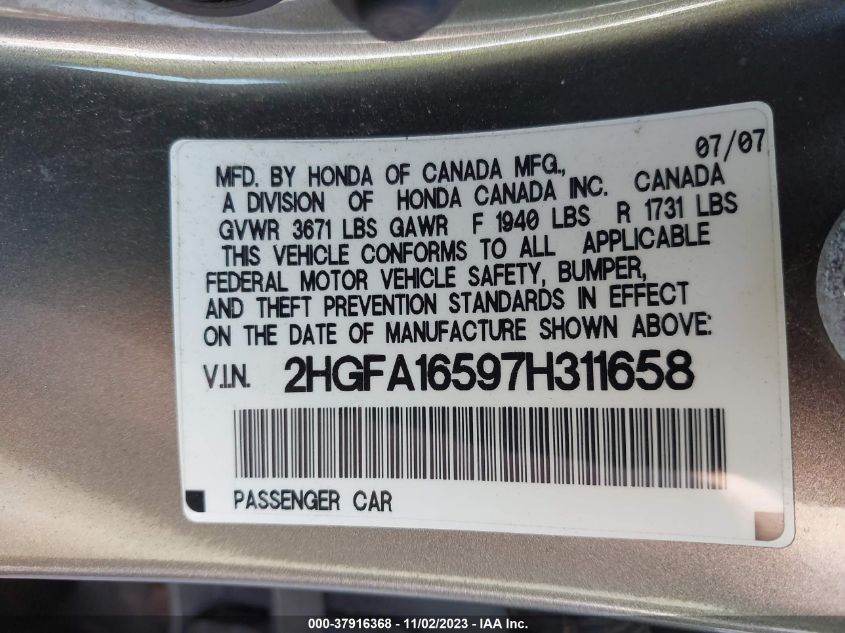 07/07
MFD. BY HONDA OF CANADA MFG.,
A DIVISION OF HONDA CANADA INC. CANADA
GVWR 3671 LBS GAWR F 1940 LBS R 1731 LBS
THIS VEHICLE CONFORMS TO ALL APPLICABLE
FEDERAL MOTOR VEHICLE SAFETY, BUMPER,
AND THEFT PREVENTION STANDARDS IN EFFECT
ON THE DATE OF MANUFACTURE SHOWN ABOVE:
V.I.N. 2HGFA16597H311658
PASSENGER CAR
000-37916368 - 11/02/2023 - Copyright IAA, Inc.